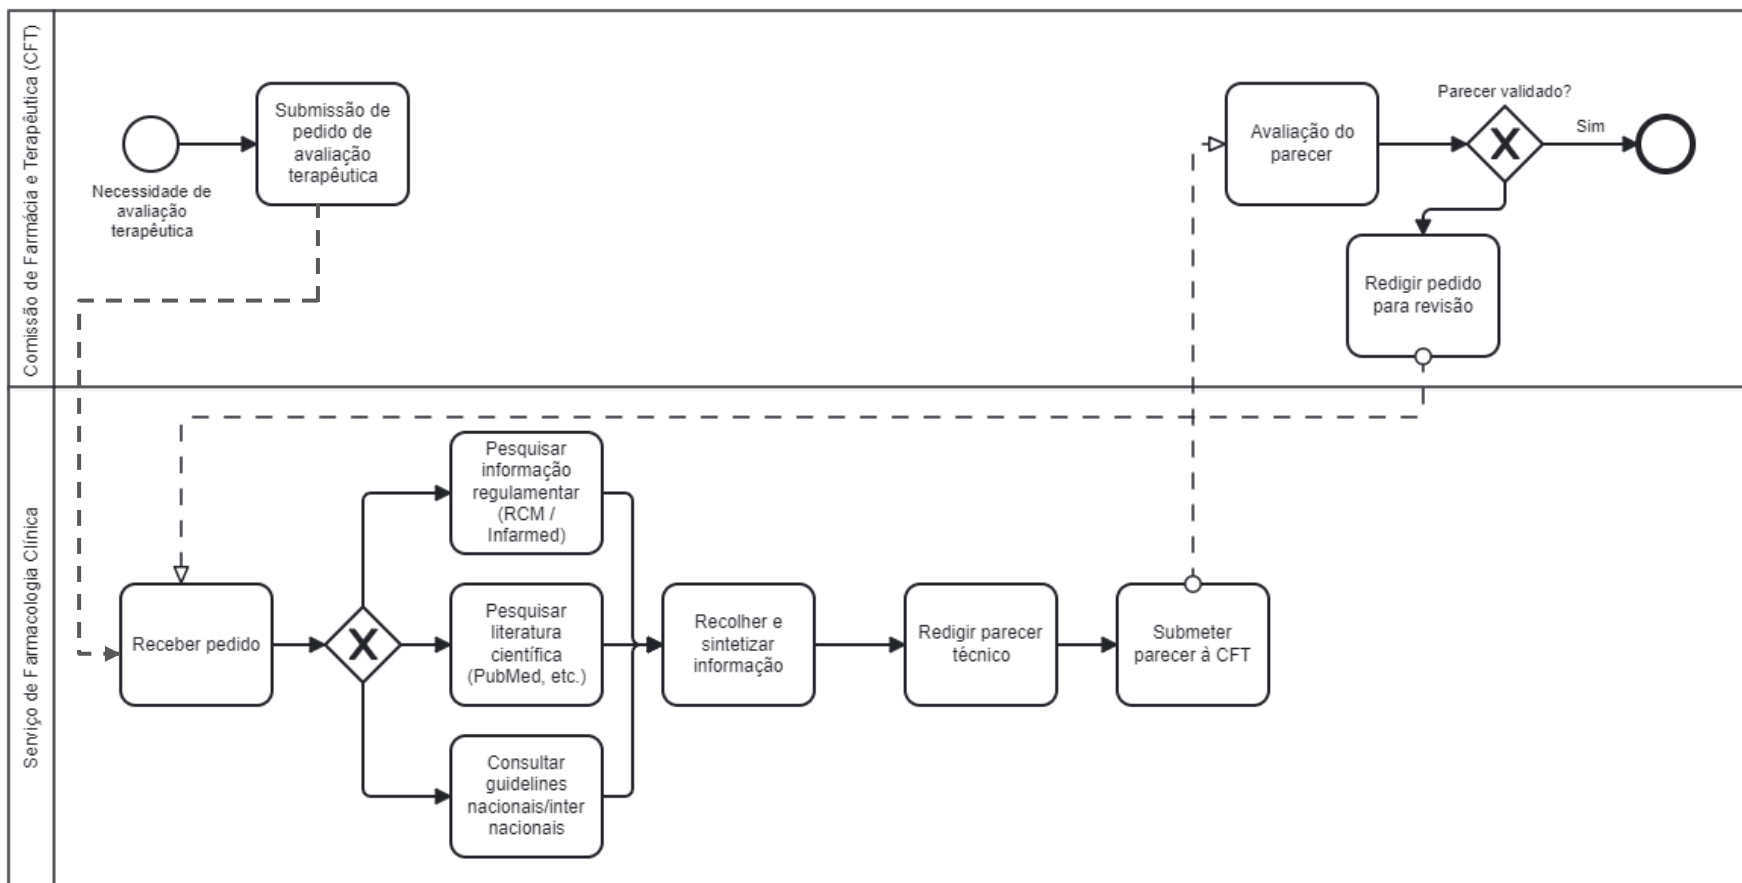 Comissão de Farmácia e Terapêutica (CFT)
Necessidade de
avaliação
terapêutica
Submissão de
pedido de
avaliação
terapêutica
Avaliação do
parecer
Parecer validado?
X
Sim
Redigir pedido
para revisão
Serviço de Farmacologia Clínica
Receber pedido
X
Pesquisar
informação
regulamentar
(RCM /
Infarmed)
Pesquisar
literatura
científica
(PubMed, etc.)
Consultar
guidelines
nacionais/inter
nacionais
Recolher e
sintetizar
informação
Redigir parecer
técnico
Submeter
parecer à CFT